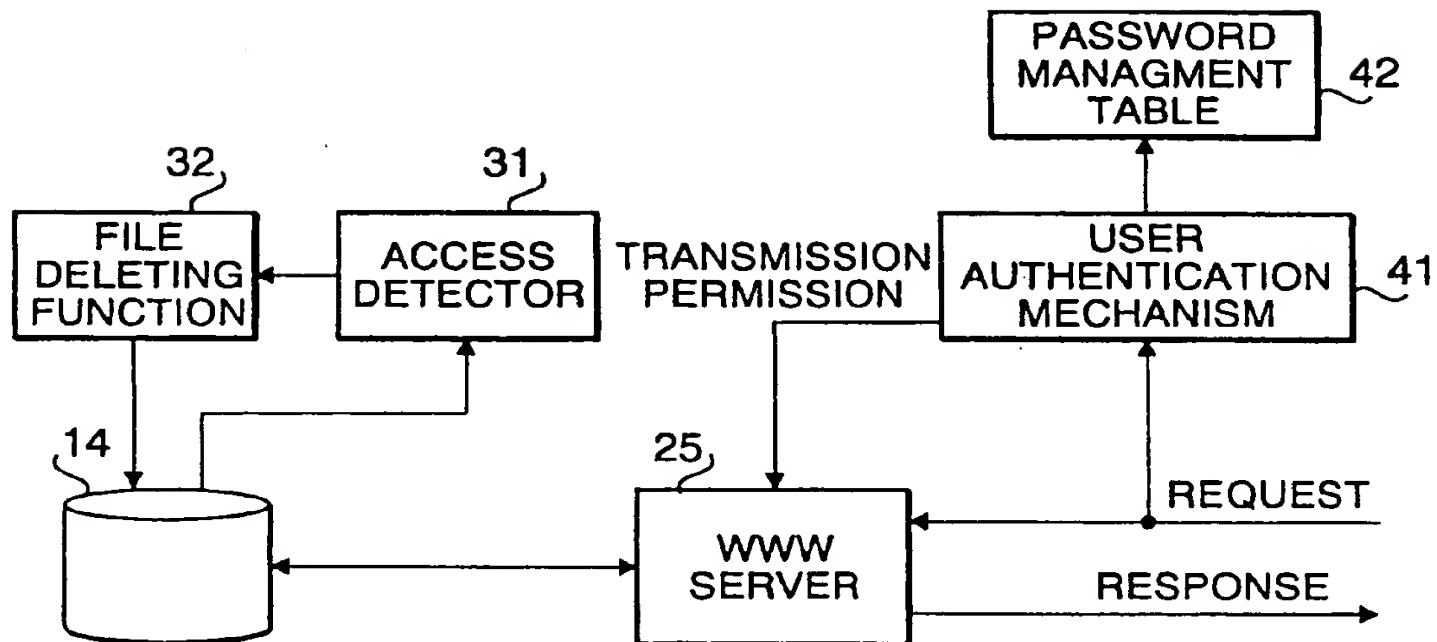 PASSWORD
MANAGMENT
TABLE
42
32
31
FILE
DELETING
FUNCTION
ACCESS
DETECTOR
TRANSMISSION
PERMISSION
USER
AUTHENTICATION
MECHANISM
41
14
25
WWW
SERVER
REQUEST
RESPONSE